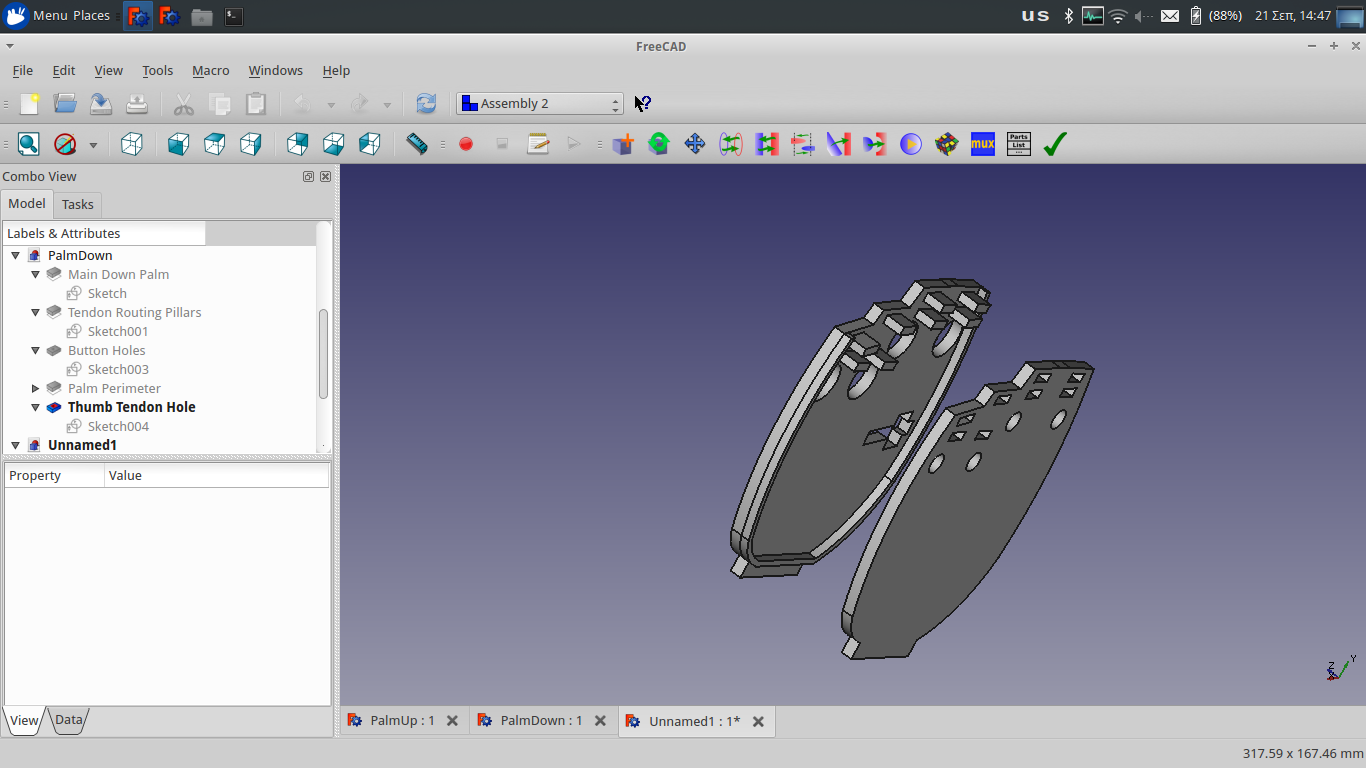 Menu Places us (88%) 21 Σεπ, 14:47
FreeCAD
File Edit View Tools Macro Windows Help
Assembly 2 ?
mux Parts List ...
Combo View
Model Tasks
Labels & Attributes
PalmDown
Main Down Palm
Sketch
Tendon Routing Pillars
Sketch001
Button Holes
Sketch003
Palm Perimeter
Thumb Tendon Hole
Sketch004
Unnamed1
Property Value
Z Y
View Data
PalmUp : 1 PalmDown : 1 Unnamed1 : 1*
317.59 x 167.46 mm